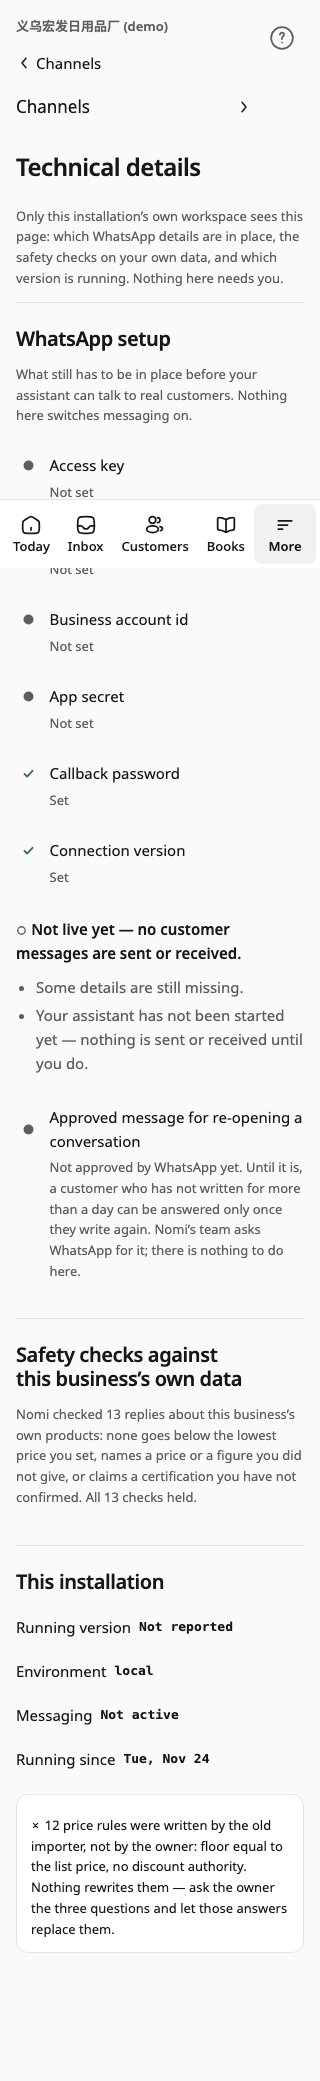 义乌宏发日用品厂 (demo)
Channels
Channels
Technical details
Only this installation’s own workspace sees this
page: which WhatsApp details are in place, the
safety checks on your own data, and which
version is running. Nothing here needs you.
WhatsApp setup
What still has to be in place before your
assistant can talk to real customers. Nothing
here switches messaging on.
Access key
Not set
Today Inbox Customers Books More
Not set
Business account id
Not set
App secret
Not set
Callback password
Set
Connection version
Set
○ Not live yet — no customer
messages are sent or received.
• Some details are still missing.
• Your assistant has not been started
yet — nothing is sent or received until
you do.
Approved message for re-opening a
conversation
Not approved by WhatsApp yet. Until it is,
a customer who has not written for more
than a day can be answered only once
they write again. Nomi’s team asks
WhatsApp for it; there is nothing to do
here.
Safety checks against
this business’s own data
Nomi checked 13 replies about this business’s
own products: none goes below the lowest
price you set, names a price or a figure you did
not give, or claims a certification you have not
confirmed. All 13 checks held.
This installation
Running version Not reported
Environment local
Messaging Not active
Running since Tue, Nov 24
× 12 price rules were written by the old
importer, not by the owner: floor equal to
the list price, no discount authority.
Nothing rewrites them — ask the owner
the three questions and let those answers
replace them.